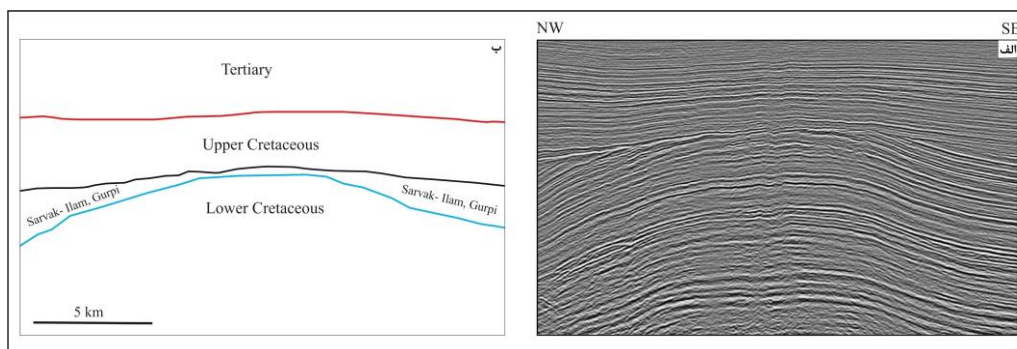 ب
Tertiary
Upper Cretaceous
Sarvak- Ilam, Gurpi
Sarvak- Ilam, Gurpi
Lower Cretaceous
5 km
NW
SE
الف